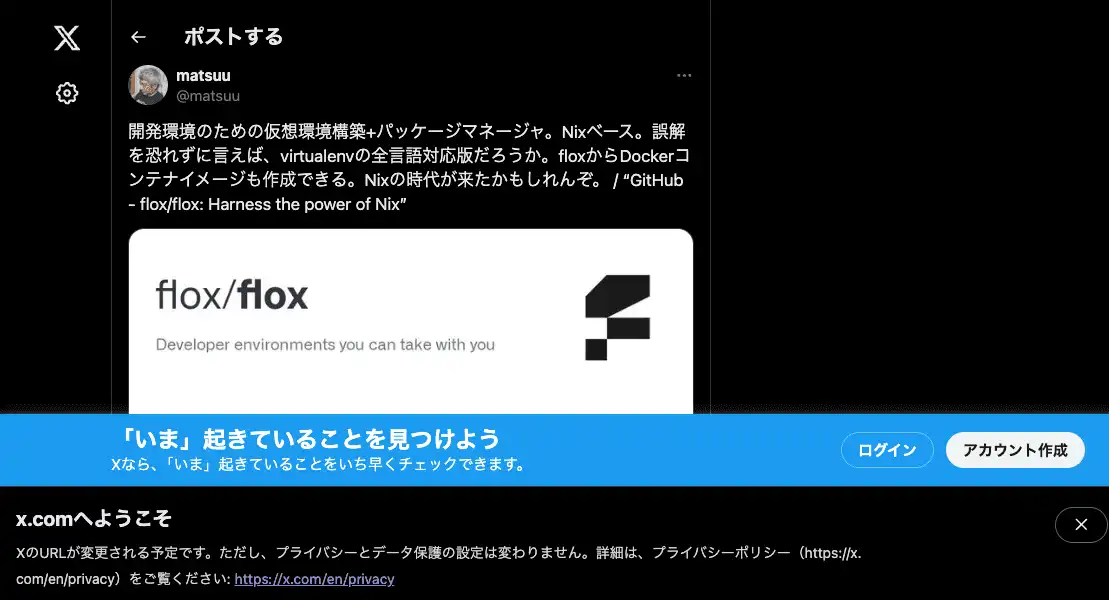 ポストする
matsuu
@matsuu
開発環境のための仮想環境構築+パッケージマネージャ。Nixベース。誤解
を恐れずに言えば、virtualenvの全言語対応版だろうか。floxからDockerコ
ンテナイメージも作成できる。Nixの時代が来たかもしれんぞ。 / “GitHub
- flox/flox: Harness the power of Nix”
flox/flox
Developer environments you can take with you
「いま」起きていることを見つけよう
Xなら、「いま」起きていることをいち早くチェックできます。
ログイン
アカウント作成
x.comへようこそ
XのURLが変更される予定です。ただし、プライバシーとデータ保護の設定は変わりません。詳細は、プライバシーポリシー（https://x.
com/en/privacy）をご覧ください: https://x.com/en/privacy